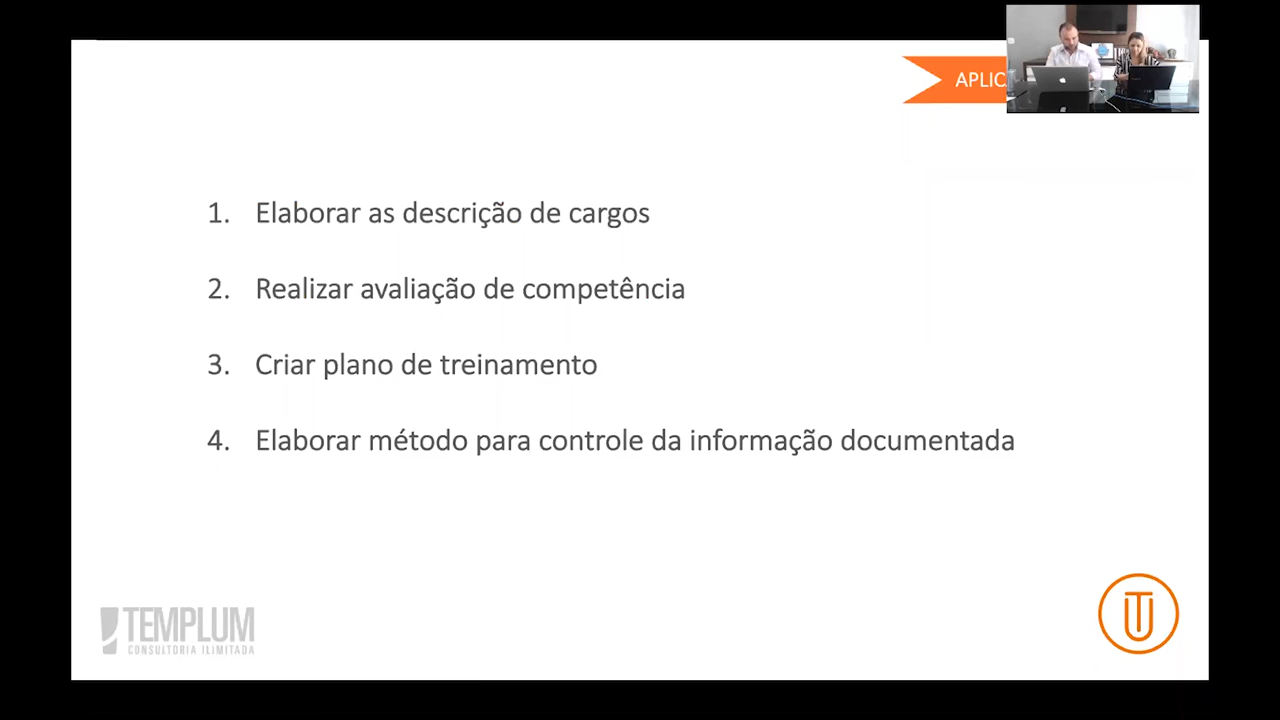 1. Elaborar as descrição de cargos
2. Realizar avaliação de competência
3. Criar plano de treinamento
4. Elaborar método para controle da informação documentada
TEMPLUM
CONSULTORIA ILIMITADA